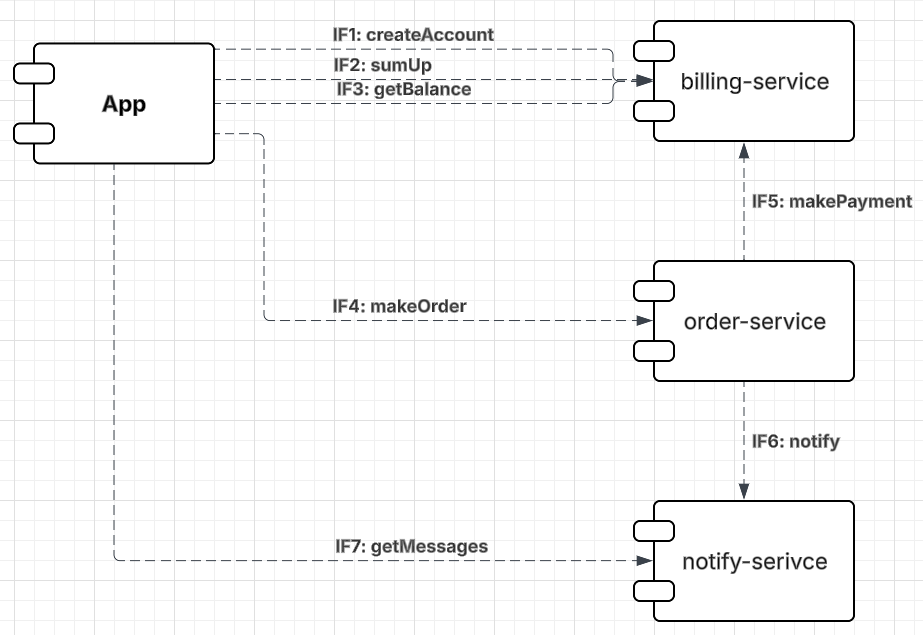 IF1: createAccount
App
IF2: sumUp
billing-service
IF3: getBalance
IF5: makePayment
IF4: makeOrder
order-service
IF6: notify
IF7: getMessages
notify-serivce